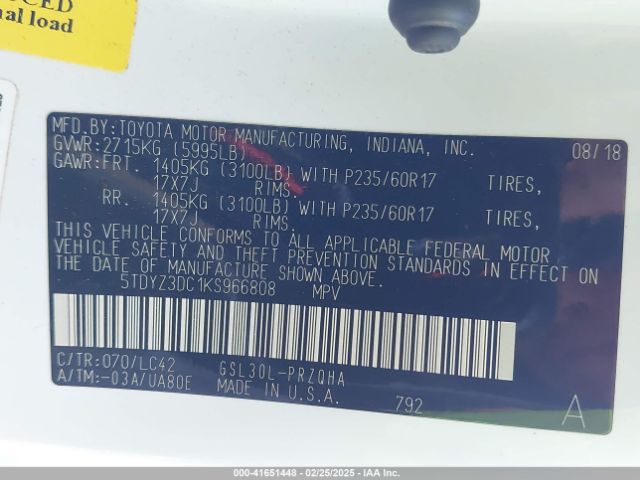 CED
nal load
MFD.BY:TOYOTA MOTOR MANUFACTURING, INDIANA, INC. 08/18
GVWR:2715KG (5995LB)
GAWR:FRT. 1405KG (3100LB) WITH P235/60R17 TIRES,
17X7J RIMS.
RR. 1405KG (3100LB) WITH P235/60R17 TIRES,
17X7J RIMS.
THIS VEHICLE CONFORMS TO ALL APPLICABLE FEDERAL MOTOR
VEHICLE SAFETY AND THEFT PREVENTION STANDARDS IN EFFECT ON
THE DATE OF MANUFACTURE SHOWN ABOVE.
5TDYZ3DC1KS966808 MPV
C/TR:070/LC42 GSL30L-PRZQHA
A/TM:-03A/UA80E MADE IN U.S.A. 792 A
000-41651448 - 02/25/2025 - IAA Inc.